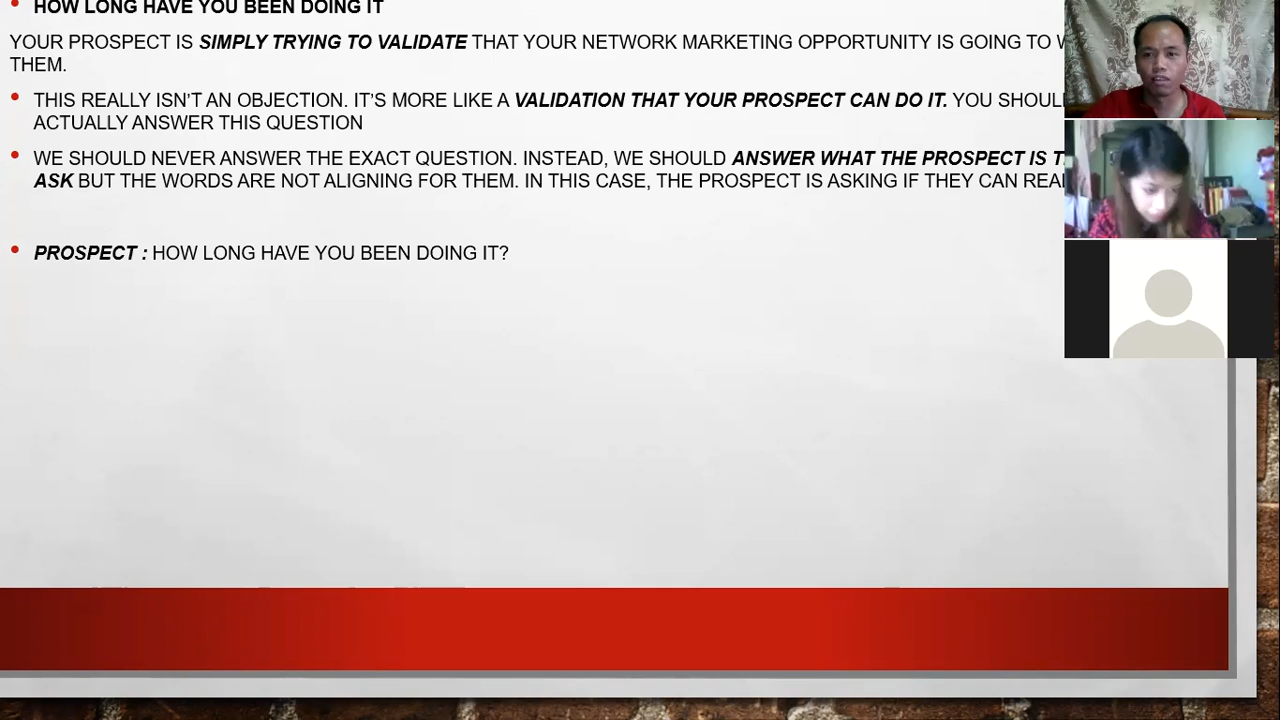 HOW LONG HAVE YOU BEEN DOING IT
YOUR PROSPECT IS SIMPLY TRYING TO VALIDATE THAT YOUR NETWORK MARKETING OPPORTUNITY IS GOING TO
THEM.
THIS REALLY ISN'T AN OBJECTION. IT'S MORE LIKE A VALIDATION THAT YOUR PROSPECT CAN DO IT. YOU
ACTUALLY ANSWER THIS QUESTION
WE SHOULD NEVER ANSWER THE EXACT QUESTION. INSTEAD, WE SHOULD ANSWER WHAT THE PROSPECT IS
ASK BUT THE WORDS ARE NOT ALIGNING FOR THEM. IN THIS CASE, THE PROSPECT IS ASKING IF THEY CAN
PROSPECT : HOW LONG HAVE YOU BEEN DOING IT?